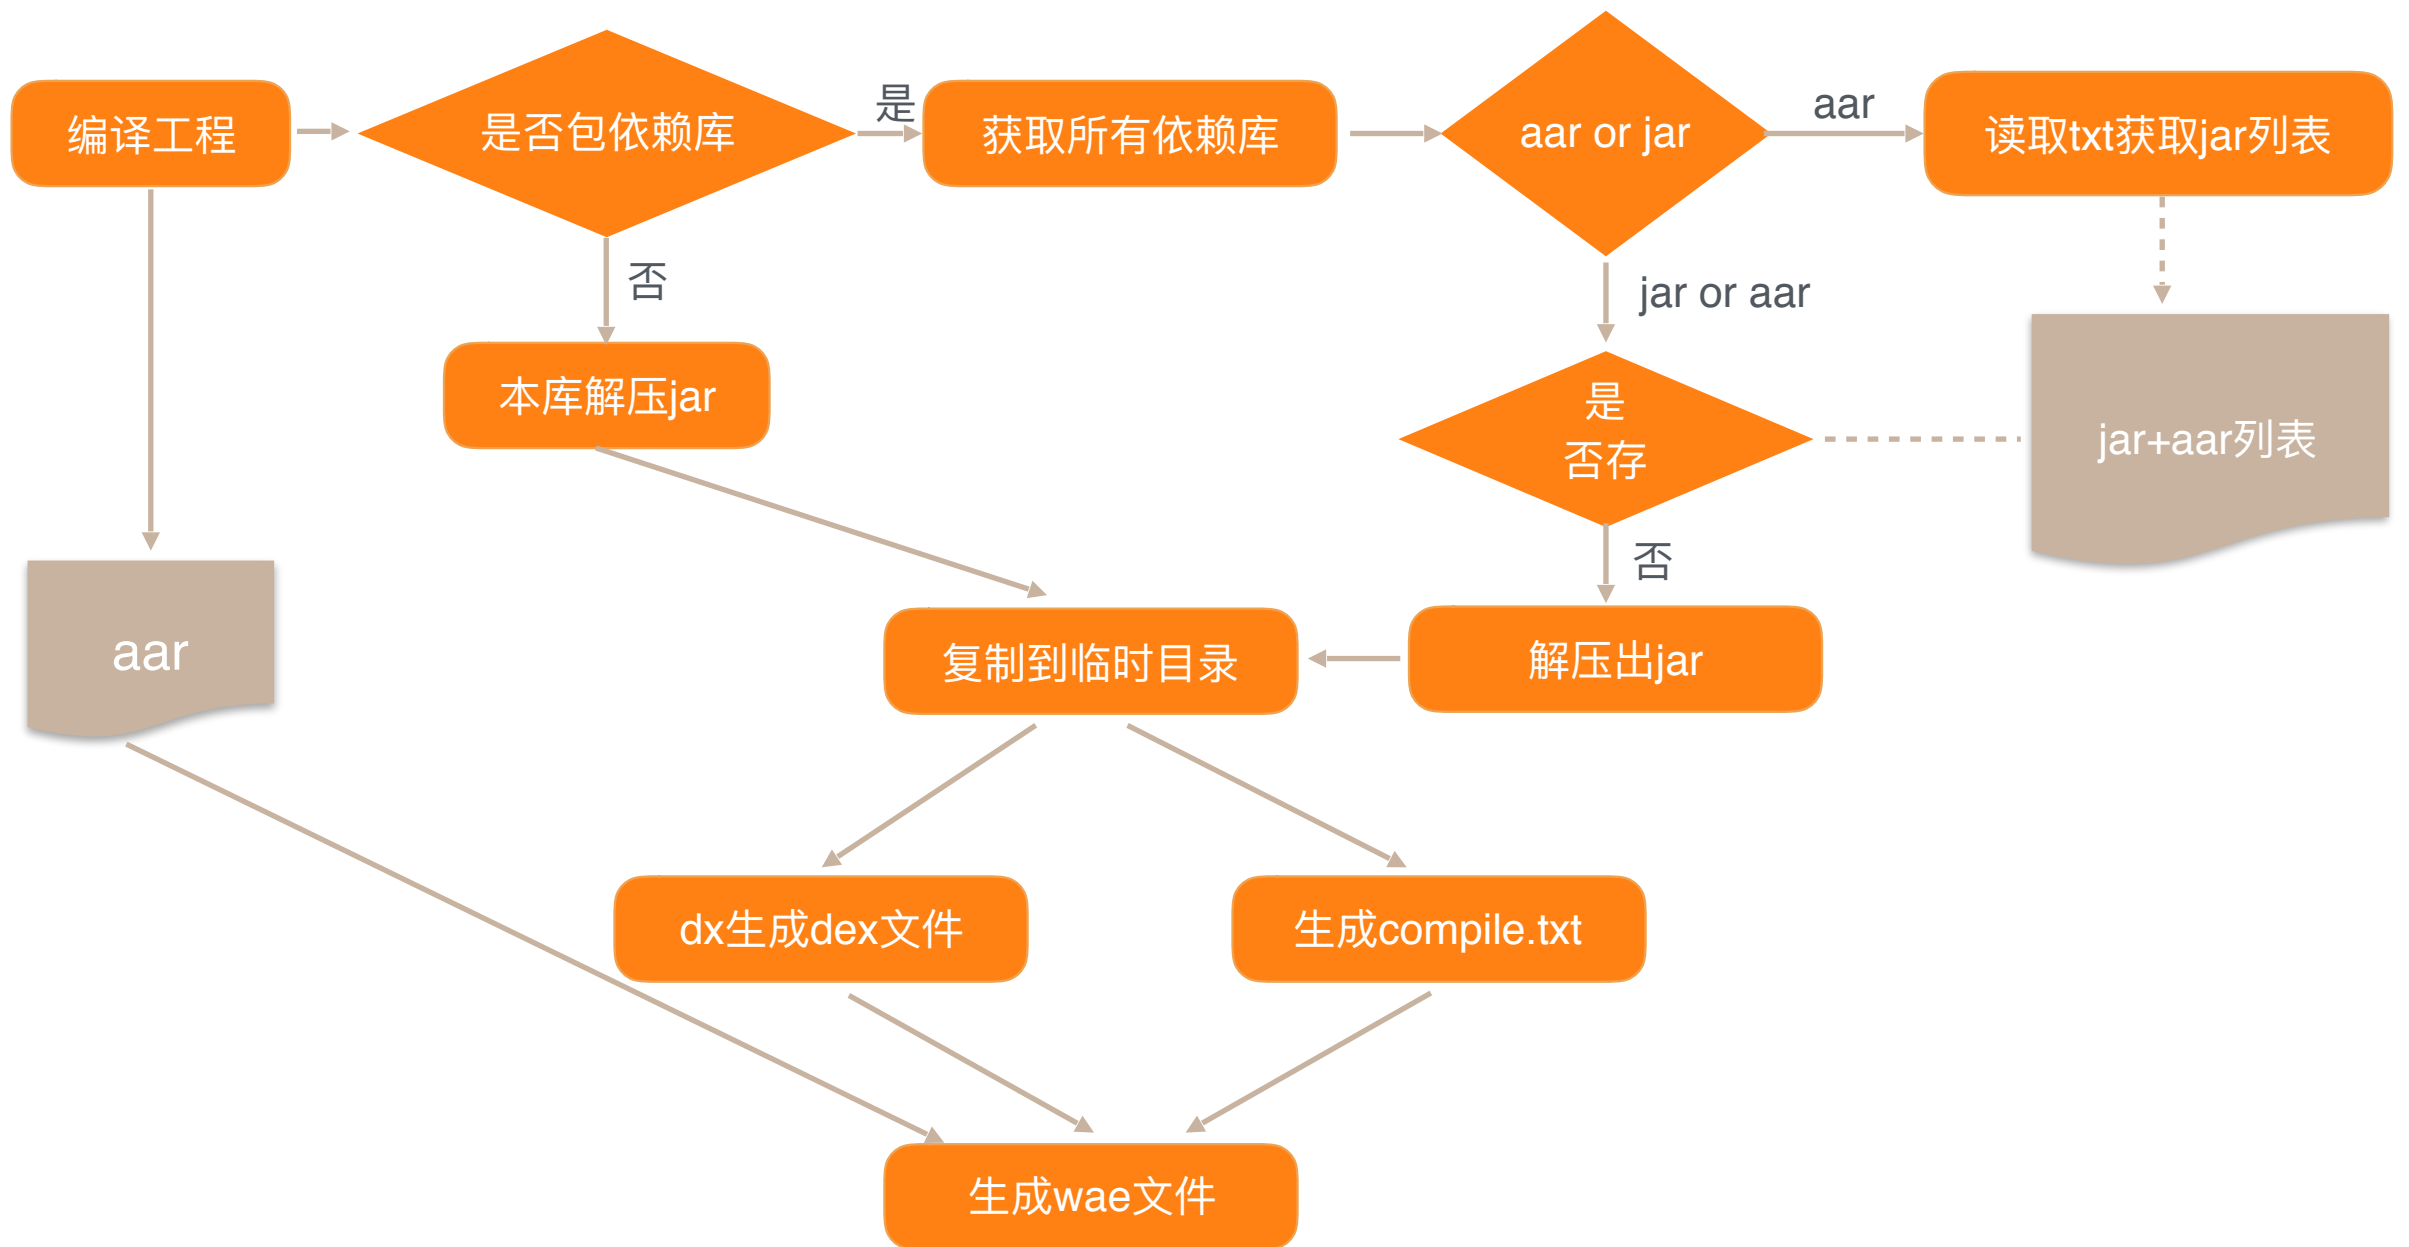 编译工程
是否包依赖库
是
获取所有依赖库
aar or jar
aar
读取txt获取jar列表
否
jar or aar
本库解压jar
是
否存
jar+aar列表
否
aar
复制到临时目录
解压出jar
dx生成dex文件
生成compile.txt
生成wae文件